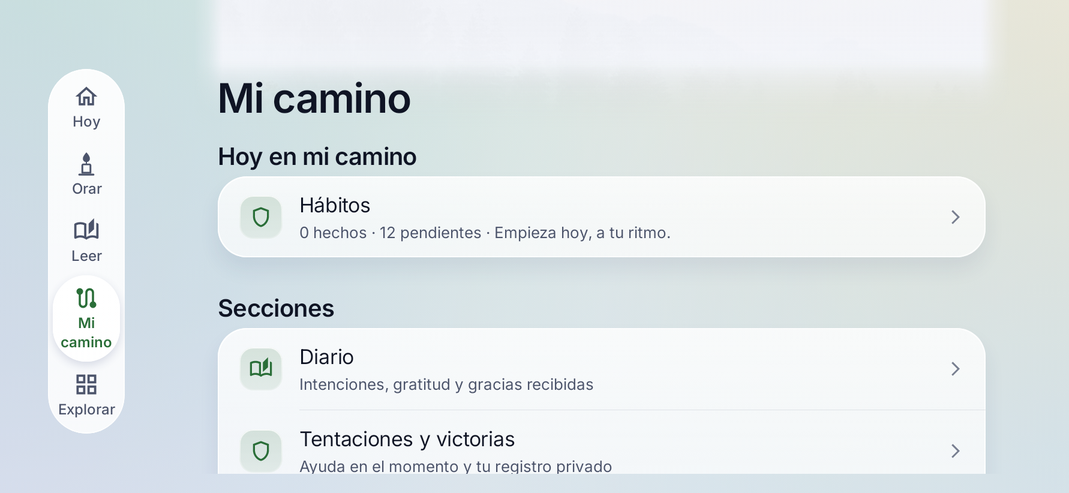 Mi camino
Hoy
Orar
Leer
Mi
camino
Explorar
Hoy en mi camino
Hábitos
0 hechos · 12 pendientes · Empieza hoy, a tu ritmo.
Secciones
Diario
Intenciones, gratitud y gracias recibidas
Tentaciones y victorias
Ayuda en el momento y tu registro privado